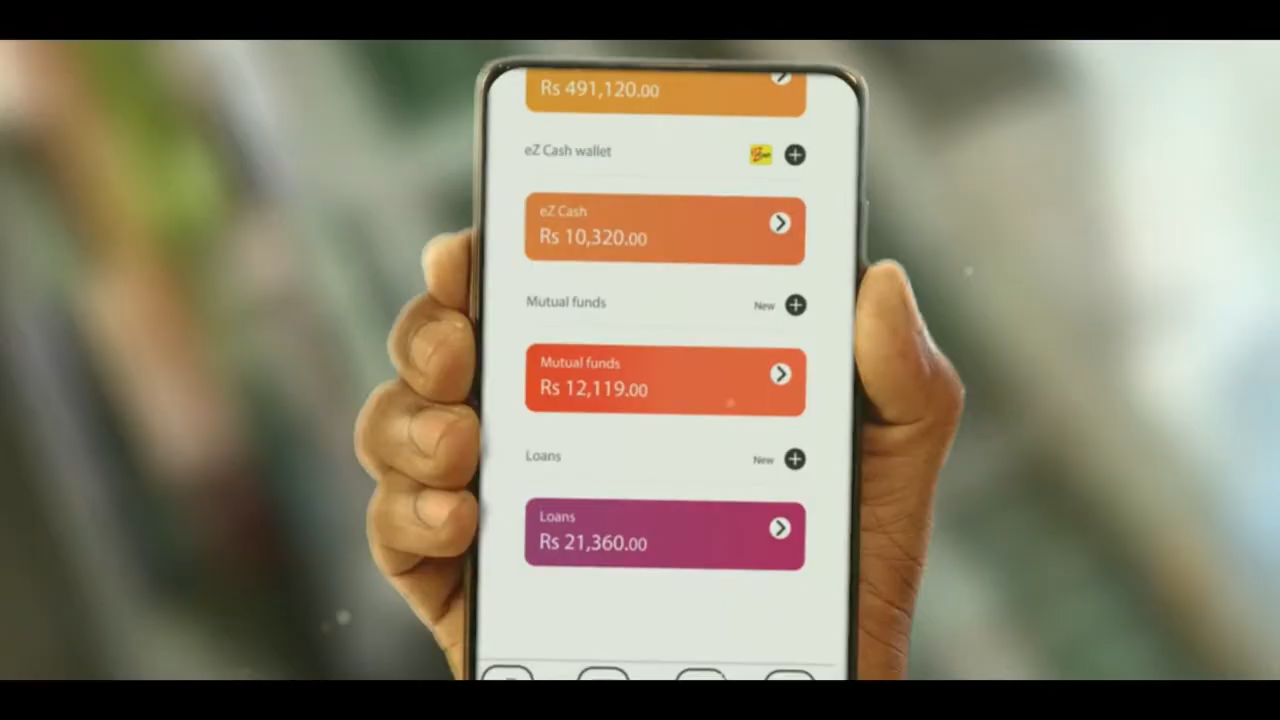 Rs 491,120.00
eZ Cash wallet
eZ Cash
Rs 10,320.00
Mutual funds
New
Mutual funds
Rs 12,119.00
Loans
New
Loans
Rs 21,360.00